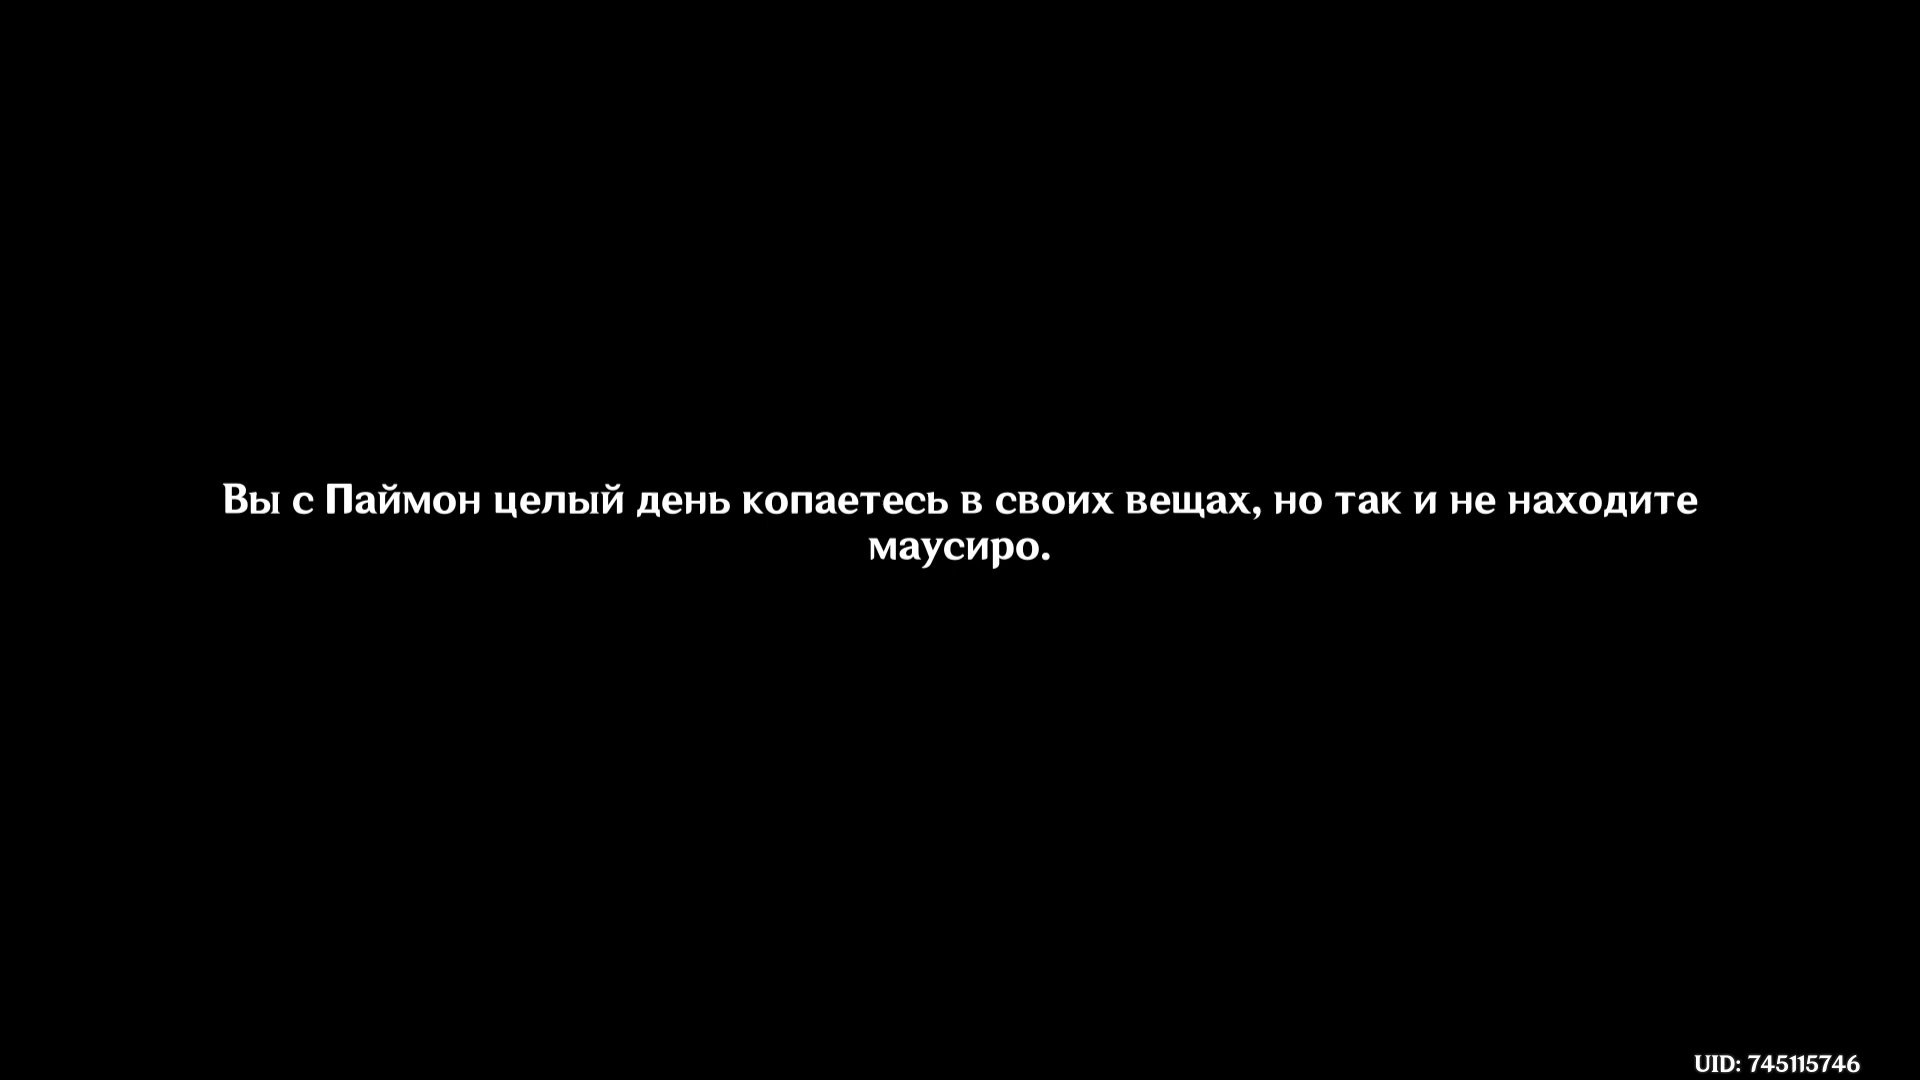 Вы с Паймон целый день копаетесь в своих вещах, но так и не находите
маусиро.
UID: 745115746